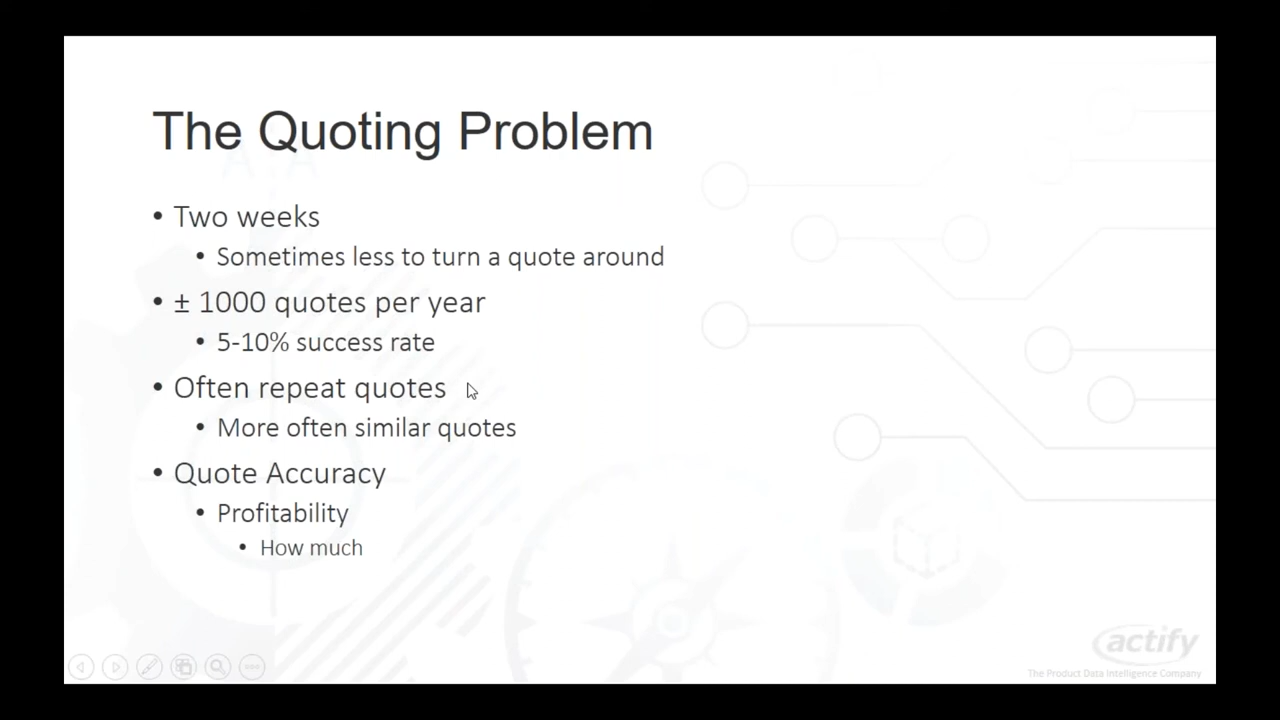 The Quoting Problem
• Two weeks
• Sometimes less to turn a quote around
• ± 1000 quotes per year
• 5-10% success rate
• Often repeat quotes
• More often similar quotes
• Quote Accuracy
• Profitability
• How much
actify
The Product Data Intelligence Company